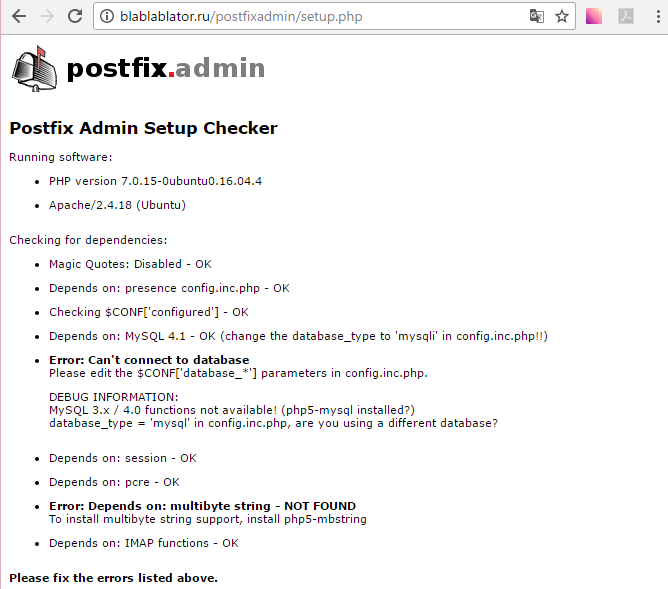 blablablator.ru/postfixadmin/setup.php
postfix.admin
Postfix Admin Setup Checker
Running software:
PHP version 7.0.15-0ubuntu0.16.04.4
Apache/2.4.18 (Ubuntu)
Checking for dependencies:
Magic Quotes: Disabled - OK
Depends on: presence config.inc.php - OK
Checking $CONF['configured'] - OK
Depends on: MySQL 4.1 - OK (change the database_type to 'mysqli' in config.inc.php!!)
Error: Can't connect to database
Please edit the $CONF['database_*'] parameters in config.inc.php.
DEBUG INFORMATION:
MySQL 3.x / 4.0 functions not available! (php5-mysql installed?)
database_type = 'mysql' in config.inc.php, are you using a different database?
Depends on: session - OK
Depends on: pcre - OK
Error: Depends on: multibyte string - NOT FOUND
To install multibyte string support, install php5-mbstring
Depends on: IMAP functions - OK
Please fix the errors listed above.